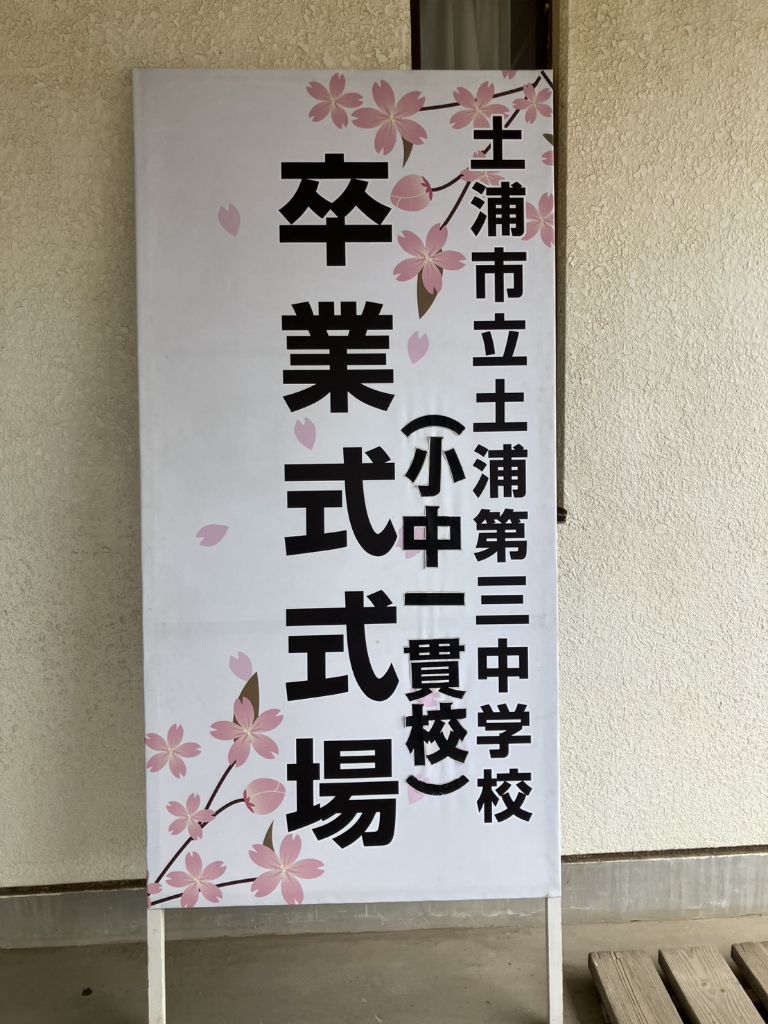 土浦市立土浦第三中学校
（小中一貫校）
卒業式式場